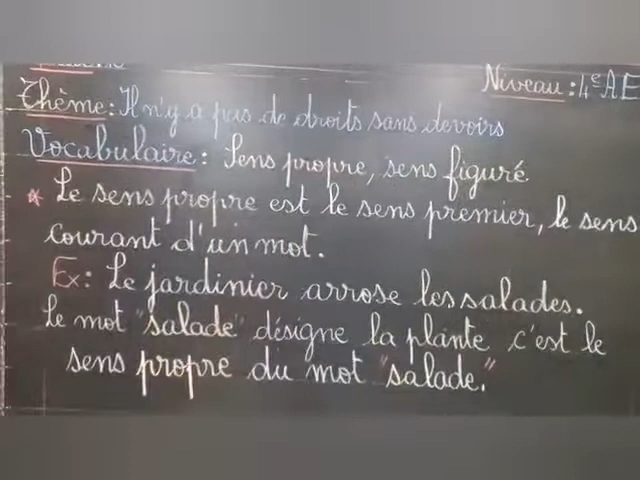 Niveau : 4e AE
Thème : Il n'y a pas de droits sans devoirs
Vocabulaire : Sens propre, sens figuré.
* Le sens propre est le sens premier, le sens
courant d'un mot.
Ex : Le jardinier arrose les salades.
Le mot "salade" désigne la plante c'est le
sens propre du mot "salade."